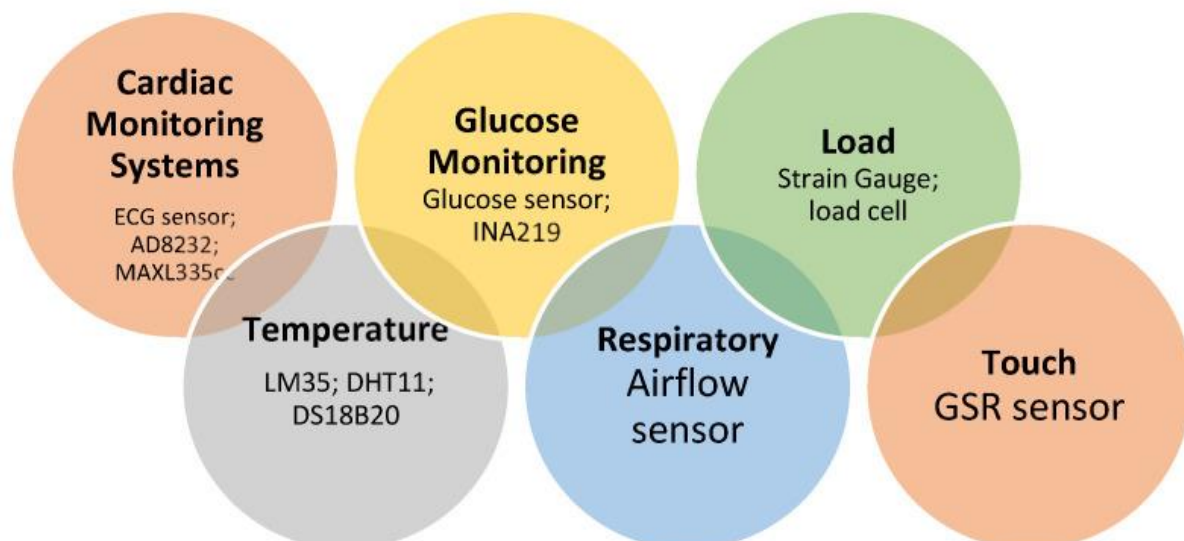 Cardiac
Monitoring
Systems
ECG sensor;
AD8232;
Glucose
Monitoring
Glucose sensor;
INA219
Load
Strain Gauge;
load cell
Temperature
LM35; DHT11;
DS18B20
Respiratory
Airflow
sensor
Touch
GSR sensor